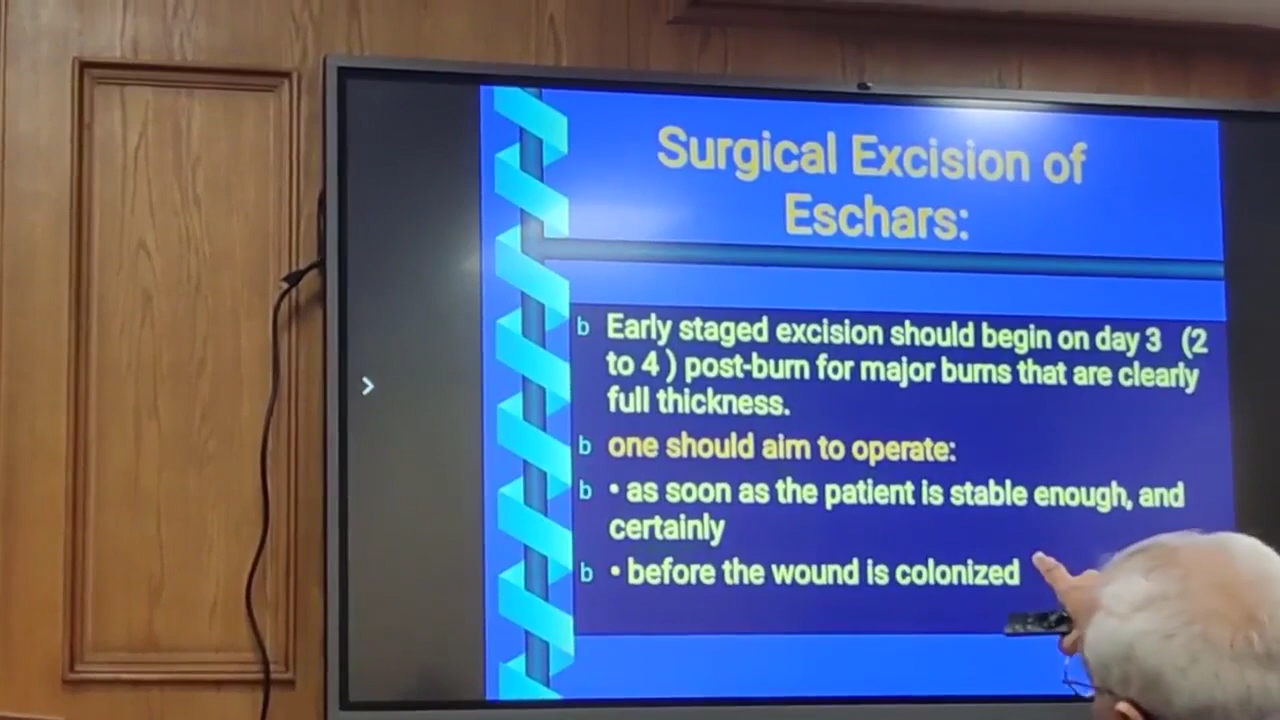 Surgical Excision of
Eschars:
b Early staged excision should begin on day 3 (2
to 4 ) post-burn for major burns that are clearly
full thickness.
b one should aim to operate:
b • as soon as the patient is stable enough, and
certainly
b • before the wound is colonized